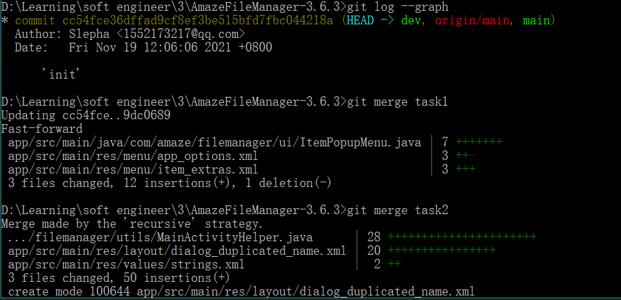 D:\Learning\soft engineer\3\AmazeFileManager-3.6.3>git log --graph
* commit cc54fce36dffad9cf8ef3be515bfd7fbc044218a (HEAD -> dev, origin/main, main)
Author: Slepha <1552173217@qq.com>
Date: Fri Nov 19 12:06:06 2021 +0800
'init'
D:\Learning\soft engineer\3\AmazeFileManager-3.6.3>git merge task1
Updating cc54fce..9dc0689
Fast-forward
app/src/main/java/com/amaze/filemanager/ui/ItemPopupMenu.java | 7 +++++++
app/src/main/res/menu/app_options.xml | 3 ++-
app/src/main/res/menu/item_extras.xml | 3 +++
3 files changed, 12 insertions(+), 1 deletion(-)
D:\Learning\soft engineer\3\AmazeFileManager-3.6.3>git merge task2
Merge made by the 'recursive' strategy.
.../filemanager/utils/MainActivityHelper.java | 28 ++++++++++++++++++++++
app/src/main/res/layout/dialog_duplicated_name.xml | 20 ++++++++++++++++
app/src/main/res/values/strings.xml | 2 ++
3 files changed, 50 insertions(+)
create mode 100644 app/src/main/res/layout/dialog_duplicated_name.xml